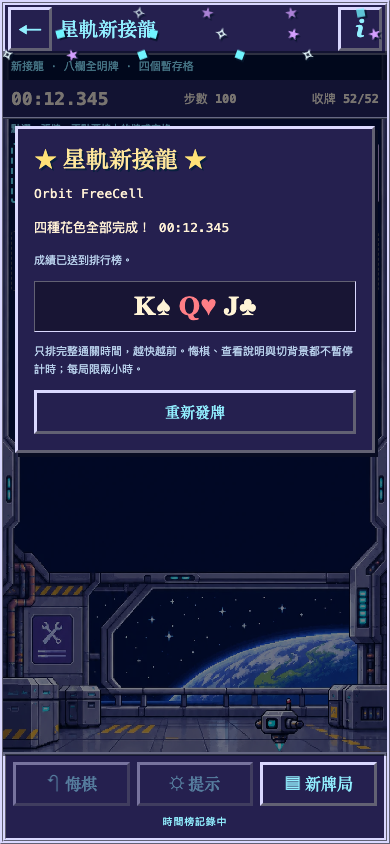 ← 星軌新接龍 i
新接龍 · 八欄全明牌 · 四個暫存格
00:12.345 步數 100 收牌 52/52
★ 星軌新接龍 ★
Orbit FreeCell
四種花色全部完成！ 00:12.345
成績已送到排行榜。
K♠ Q♥ J♣
只排完整通關時間，越快越前。悔棋、查看說明與切背景都不暫停
計時；每局限兩小時。
重新發牌
悔棋 提示 新牌局
時間榜記錄中